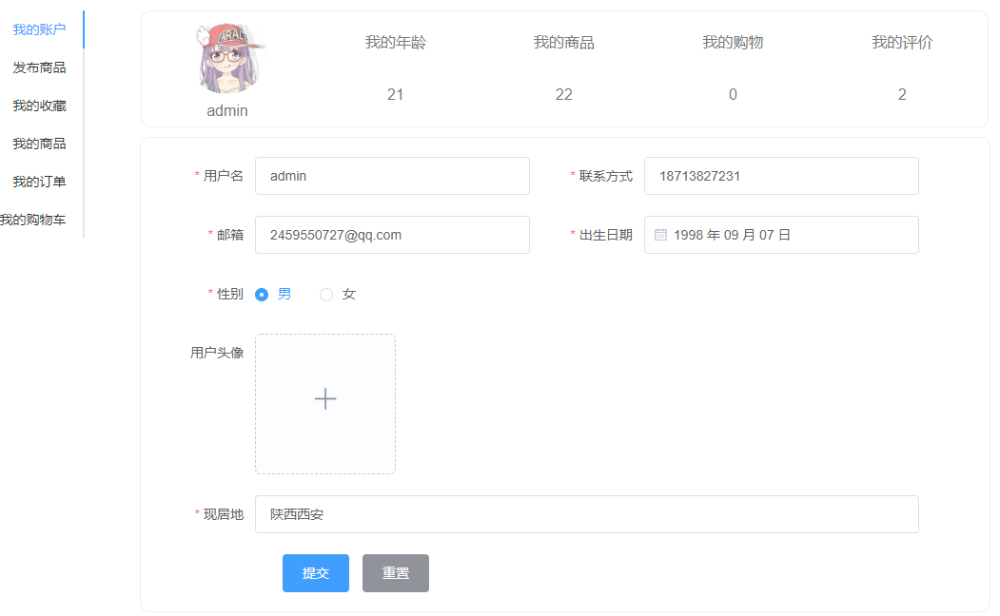 我的账户
发布商品
我的收藏
我的商品
我的订单
我的购物车
ARALE
admin
我的年龄
21
我的商品
22
我的购物
0
我的评价
2
* 用户名 admin
* 联系方式 18713827231
* 邮箱 2459550727@qq.com
* 出生日期 1998 年 09 月 07 日
* 性别 男 女
用户头像
* 现居地 陕西西安
提交 重置